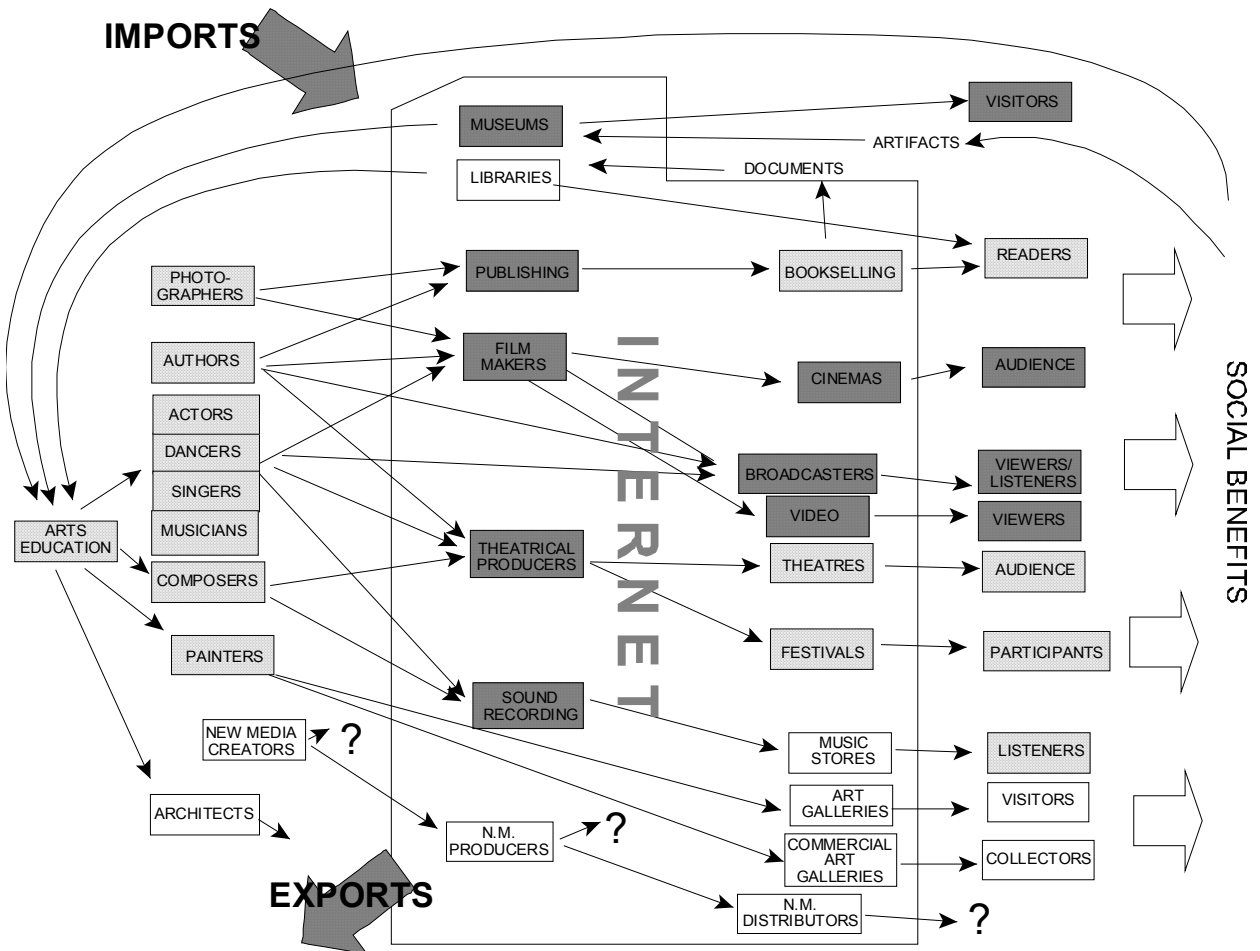 IMPORTS
MUSEUMS
VISITORS
ARTIFACTS
DOCUMENTS
LIBRARIES
PHOTO-
GRAPHERS
PUBLISHING
BOOKSELLING
READERS
AUTHORS
FILM
MAKERS
CINEMAS
AUDIENCE
ACTORS
DANCERS
SINGERS
MUSICIANS
BROADCASTERS
VIEWERS/
LISTENERS
VIDEO
VIEWERS
ARTS
EDUCATION
THEATRICAL
PRODUCERS
THEATRES
AUDIENCE
COMPOSERS
PAINTERS
FESTIVALS
PARTICIPANTS
INTERNET
SOCIAL BENEFITS
SOUND
RECORDING
NEW MEDIA
CREATORS
?
MUSIC
STORES
LISTENERS
ARCHITECTS
ART
GALLERIES
VISITORS
N.M.
PRODUCERS
?
COMMERCIAL
ART
GALLERIES
COLLECTORS
EXPORTS
N.M.
DISTRIBUTORS
?